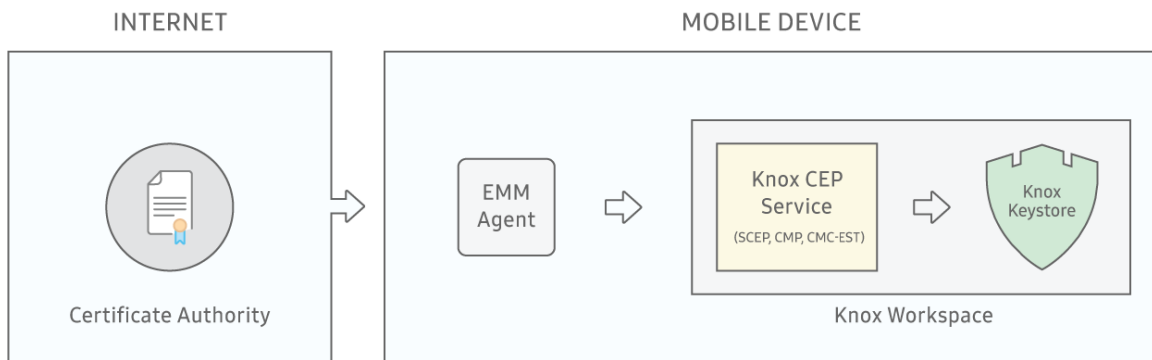 INTERNET
MOBILE DEVICE
EMM
Agent
Knox CEP
Service
(SCEP, CMP, CMC-EST)
Knox
Keystore
Certificate Authority
Knox Workspace